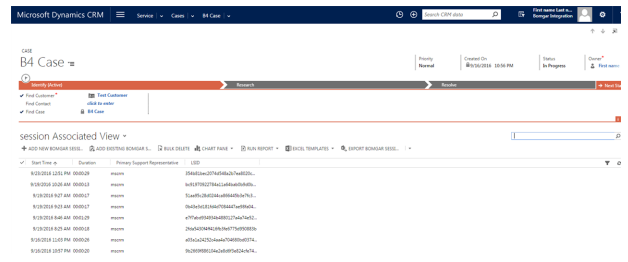 Microsoft Dynamics CRM Service Cases B4 Case Search CRM data First name Last n...
Bomgar Integration
CASE
B4 Case
Priority
Normal
Created On
9/16/2016 10:56 PM
Status
In Progress
Owner*
First name
Identify (Active) Research Resolve
Find Customer* Test Customer
Find Contact click to enter
Find Case B4 Case
session Associated View
ADD NEW BOMGAR SESSI... ADD EXISTING BOMGAR S... BULK DELETE CHART PANE RUN REPORT EXCEL TEMPLATES EXPORT BOMGAR SESSI...
Start Time Duration Primary Support Representative LSID
9/23/2016 12:51 AM 00:00:29 mscrm
9/19/2016 10:26 AM 00:00:13 mscrm
9/19/2016 9:27 AM 00:00:17 mscrm
9/19/2016 9:23 AM 00:00:17 mscrm
9/19/2016 8:46 AM 00:01:29 mscrm
9/19/2016 8:25 AM 00:00:18 mscrm
9/16/2016 11:03 PM 00:00:26 mscrm
9/16/2016 10:57 PM 00:00:20 mscrm